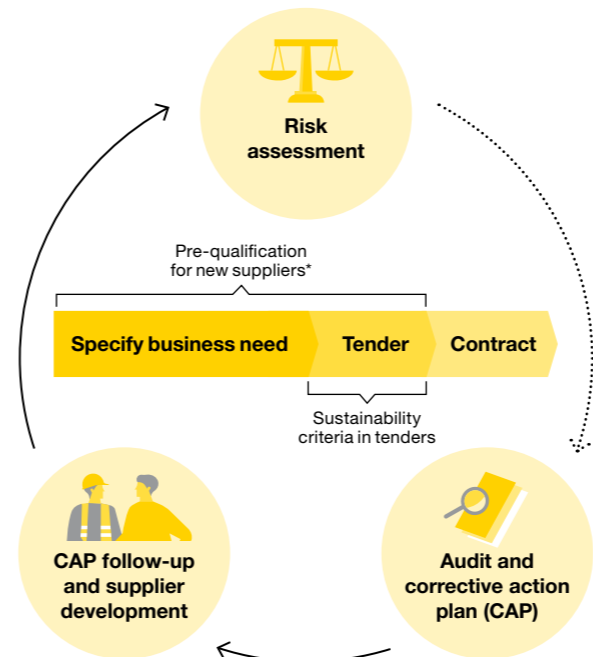 Risk
assessment
Pre-qualification
for new suppliers*
Specify business need
Tender
Contract
Sustainability
criteria in tenders
CAP follow-up
and supplier
development
Audit and
corrective action
plan (CAP)